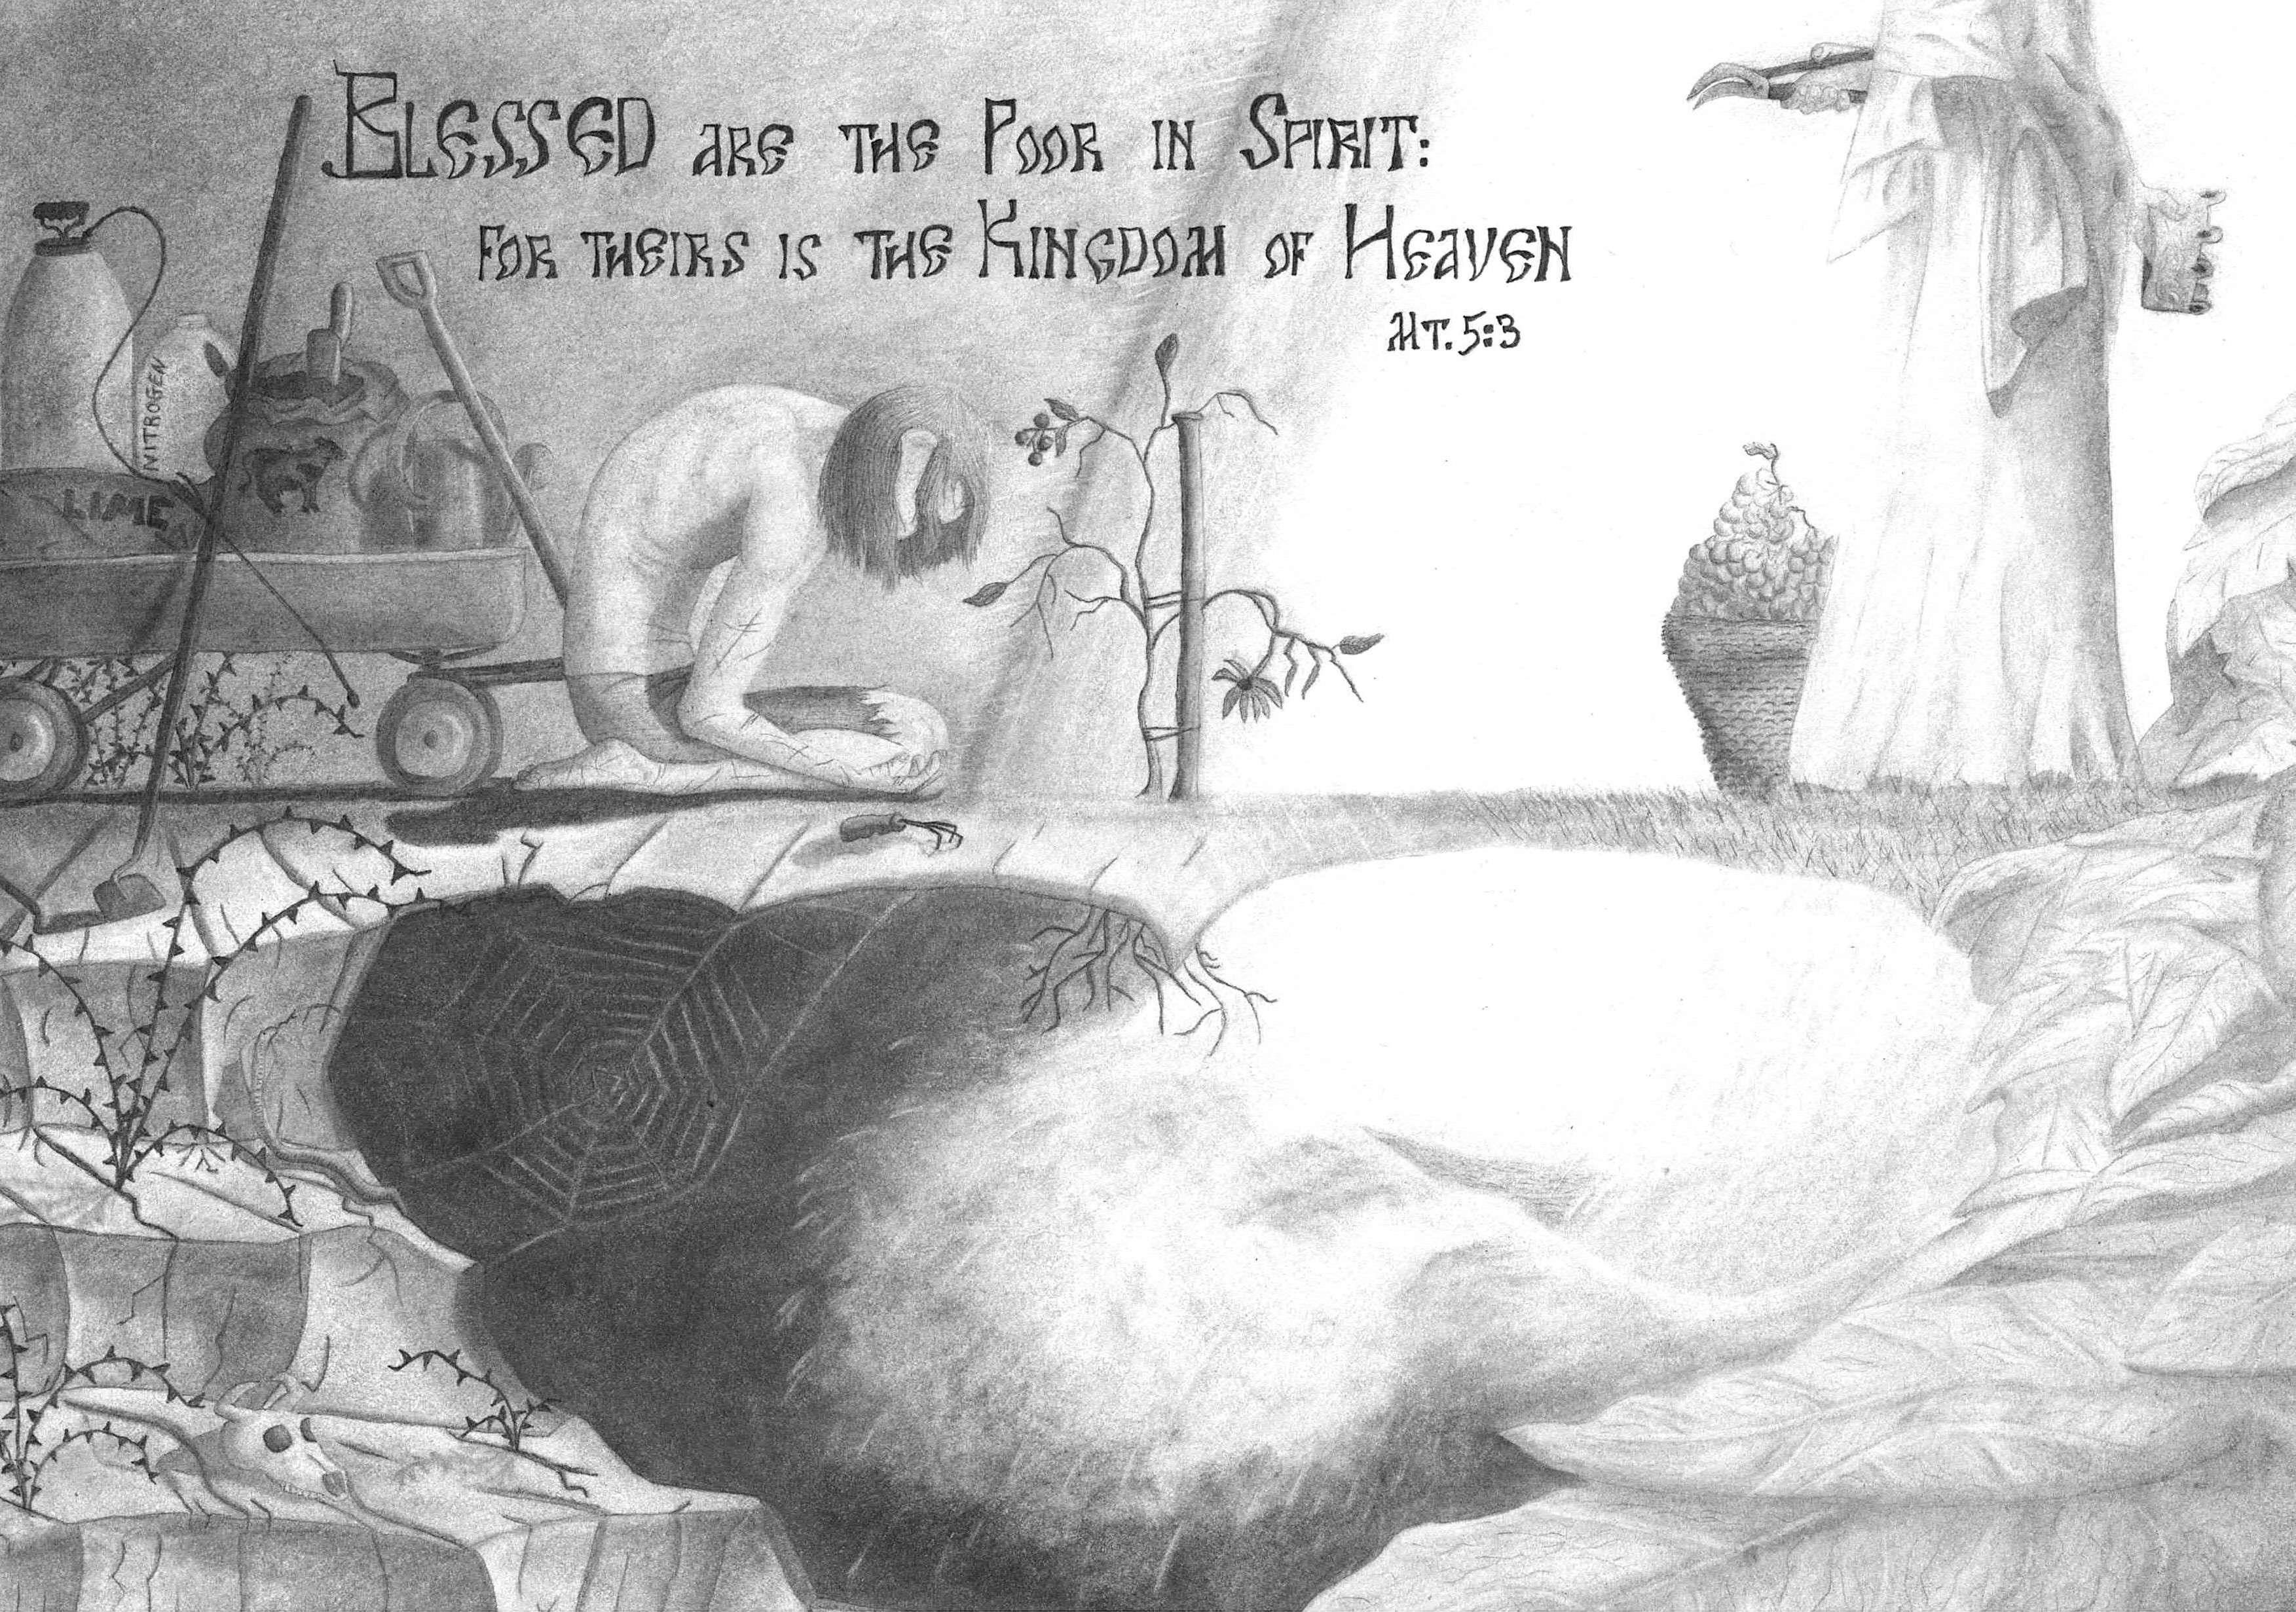 Blessed are the Poor in Spirit:
for theirs is the Kingdom of Heaven
Mt. 5:3
NITROGEN
LIME